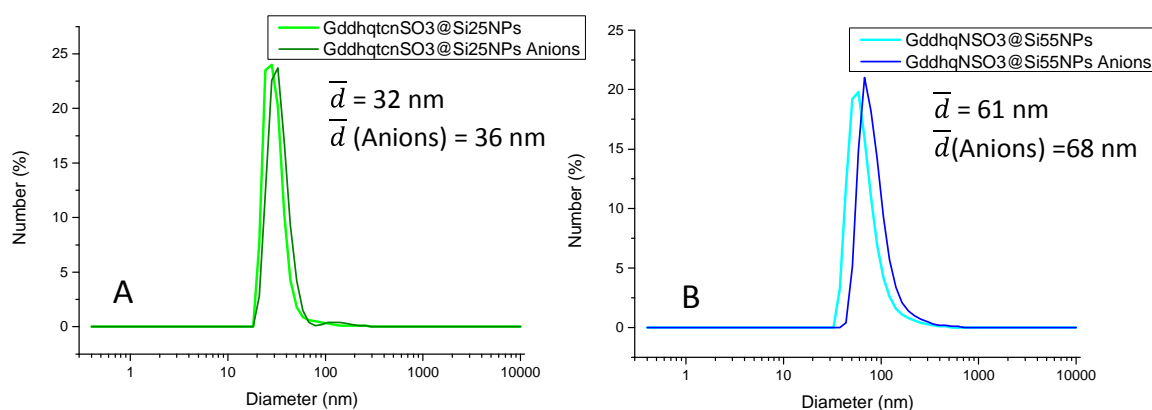 GddhqtcnSO3@Si25NPs
GddhqtcnSO3@Si25NPs Anions
25
20
15
10
5
0
Number (%)
d̅ = 32 nm
d̅ (Anions) = 36 nm
A
1
10
100
1000
10000
Diameter (nm)
GddhqNSO3@Si55NPs
GddhqNSO3@Si55NPs Anions
25
20
15
10
5
0
Number (%)
d̅ = 61 nm
d̅(Anions) =68 nm
B
1
10
100
1000
10000
Diameter (nm)